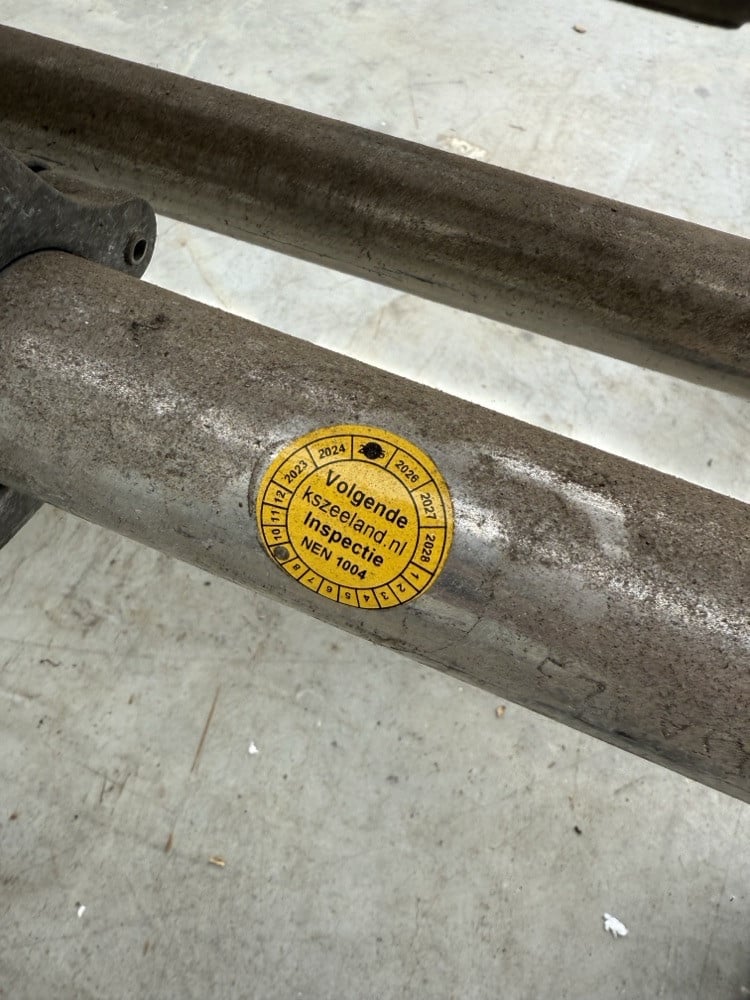 2023 2024 2026 2027 2028
Volgende
kszeeland.nl
Inspectie
NEN 1004
1 2 3 4 5 6 7 8 10 11 12